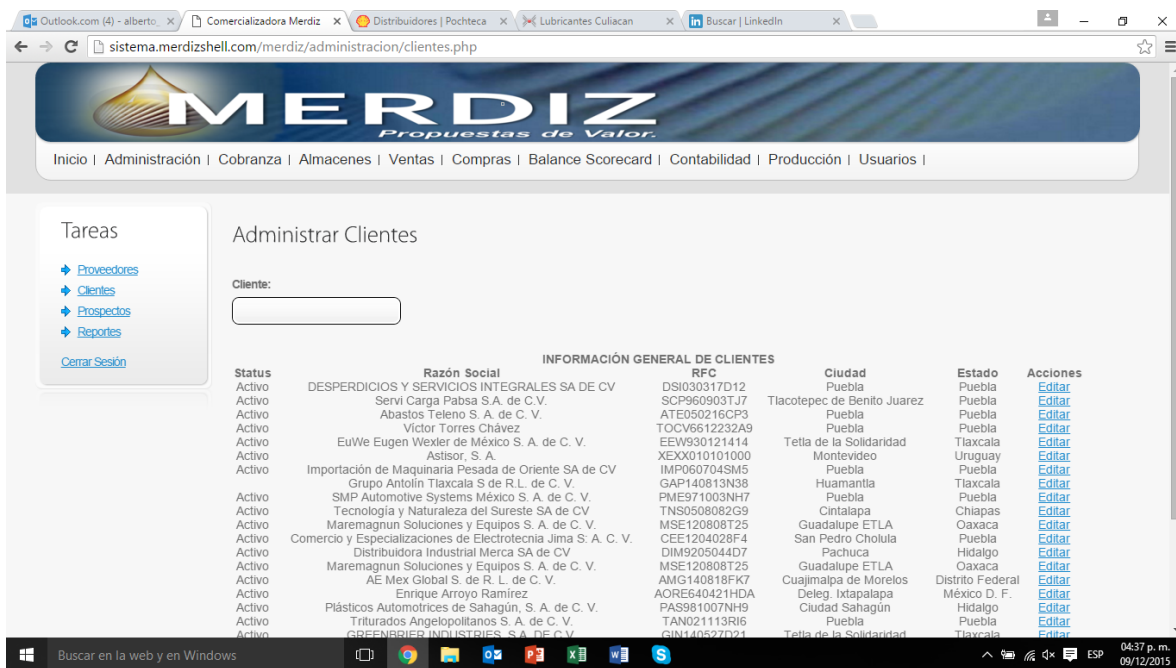 Outlook.com (4) - alberto_
Comercializadora Merdiz
Distribuidores | Pochteca
Lubricantes Culiacan
Buscar | LinkedIn
sistema.merdizshell.com/merdiz/administracion/clientes.php
MERDIZ
Propuestas de Valor.
Inicio | Administración | Cobranza | Almacenes | Ventas | Compras | Balance Scorecard | Contabilidad | Producción | Usuarios |
Tareas
Proveedores
Clientes
Prospectos
Reportes
Cerrar Sesión
Administrar Clientes
Cliente:
INFORMACIÓN GENERAL DE CLIENTES
Status Razón Social RFC Ciudad Estado Acciones
Activo DESPERDICIOS Y SERVICIOS INTEGRALES SA DE CV DSI030317D12 Puebla Puebla Editar
Activo Servi Carga Pabsa S.A. de C.V. SCP960903TJ7 Tlacotepec de Benito Juarez Puebla Editar
Activo Abastos Teleno S. A. de C. V. ATE050216CP3 Puebla Puebla Editar
Activo Víctor Torres Chávez TOCV6612232A9 Puebla Puebla Editar
Activo EuWe Eugen Wexler de México S. A. de C. V. EEW930121414 Tetla de la Solidaridad Tlaxcala Editar
Activo Astisor, S. A. XEXX010101000 Montevideo Uruguay Editar
Activo Importación de Maquinaria Pesada de Oriente SA de CV IMP060704SM5 Puebla Puebla Editar
Grupo Antolín Tlaxcala S de R.L. de C. V. GAP140813N38 Huamantla Tlaxcala Editar
Activo SMP Automotive Systems México S. A. de C. V. PME971003NH7 Puebla Puebla Editar
Activo Tecnología y Naturaleza del Sureste SA de CV TNS0508082G9 Cintalapa Chiapas Editar
Activo Maremagnun Soluciones y Equipos S. A. de C. V. MSE120808T25 Guadalupe ETLA Oaxaca Editar
Activo Comercio y Especializaciones de Electrotecnia Jima S: A. C. V. CEE1204028F4 San Pedro Cholula Puebla Editar
Activo Distribuidora Industrial Merca SA de CV DIM9205044D7 Pachuca Hidalgo Editar
Activo Maremagnun Soluciones y Equipos S. A. de C. V. MSE120808T25 Guadalupe ETLA Oaxaca Editar
Activo AE Mex Global S. de R. L. de C. V. AMG140818FK7 Cuajimalpa de Morelos Distrito Federal Editar
Activo Enrique Arroyo Ramírez AORE640421HDA Deleg. Ixtapalapa México D. F. Editar
Activo Plásticos Automotrices de Sahagún, S. A. de C. V. PAS981007NH9 Ciudad Sahagún Hidalgo Editar
Activo Triturados Angelopolitanos S. A. de C. V. TAN021113RI6 Puebla Puebla Editar
Activo GREENBRIER INDUSTRIES, S.A. DE C.V. GIN140527D21 Tetla de la Solidaridad Tlaxcala Editar
Buscar en la web y en Windows
ESP
04:37 p. m.
09/12/2015